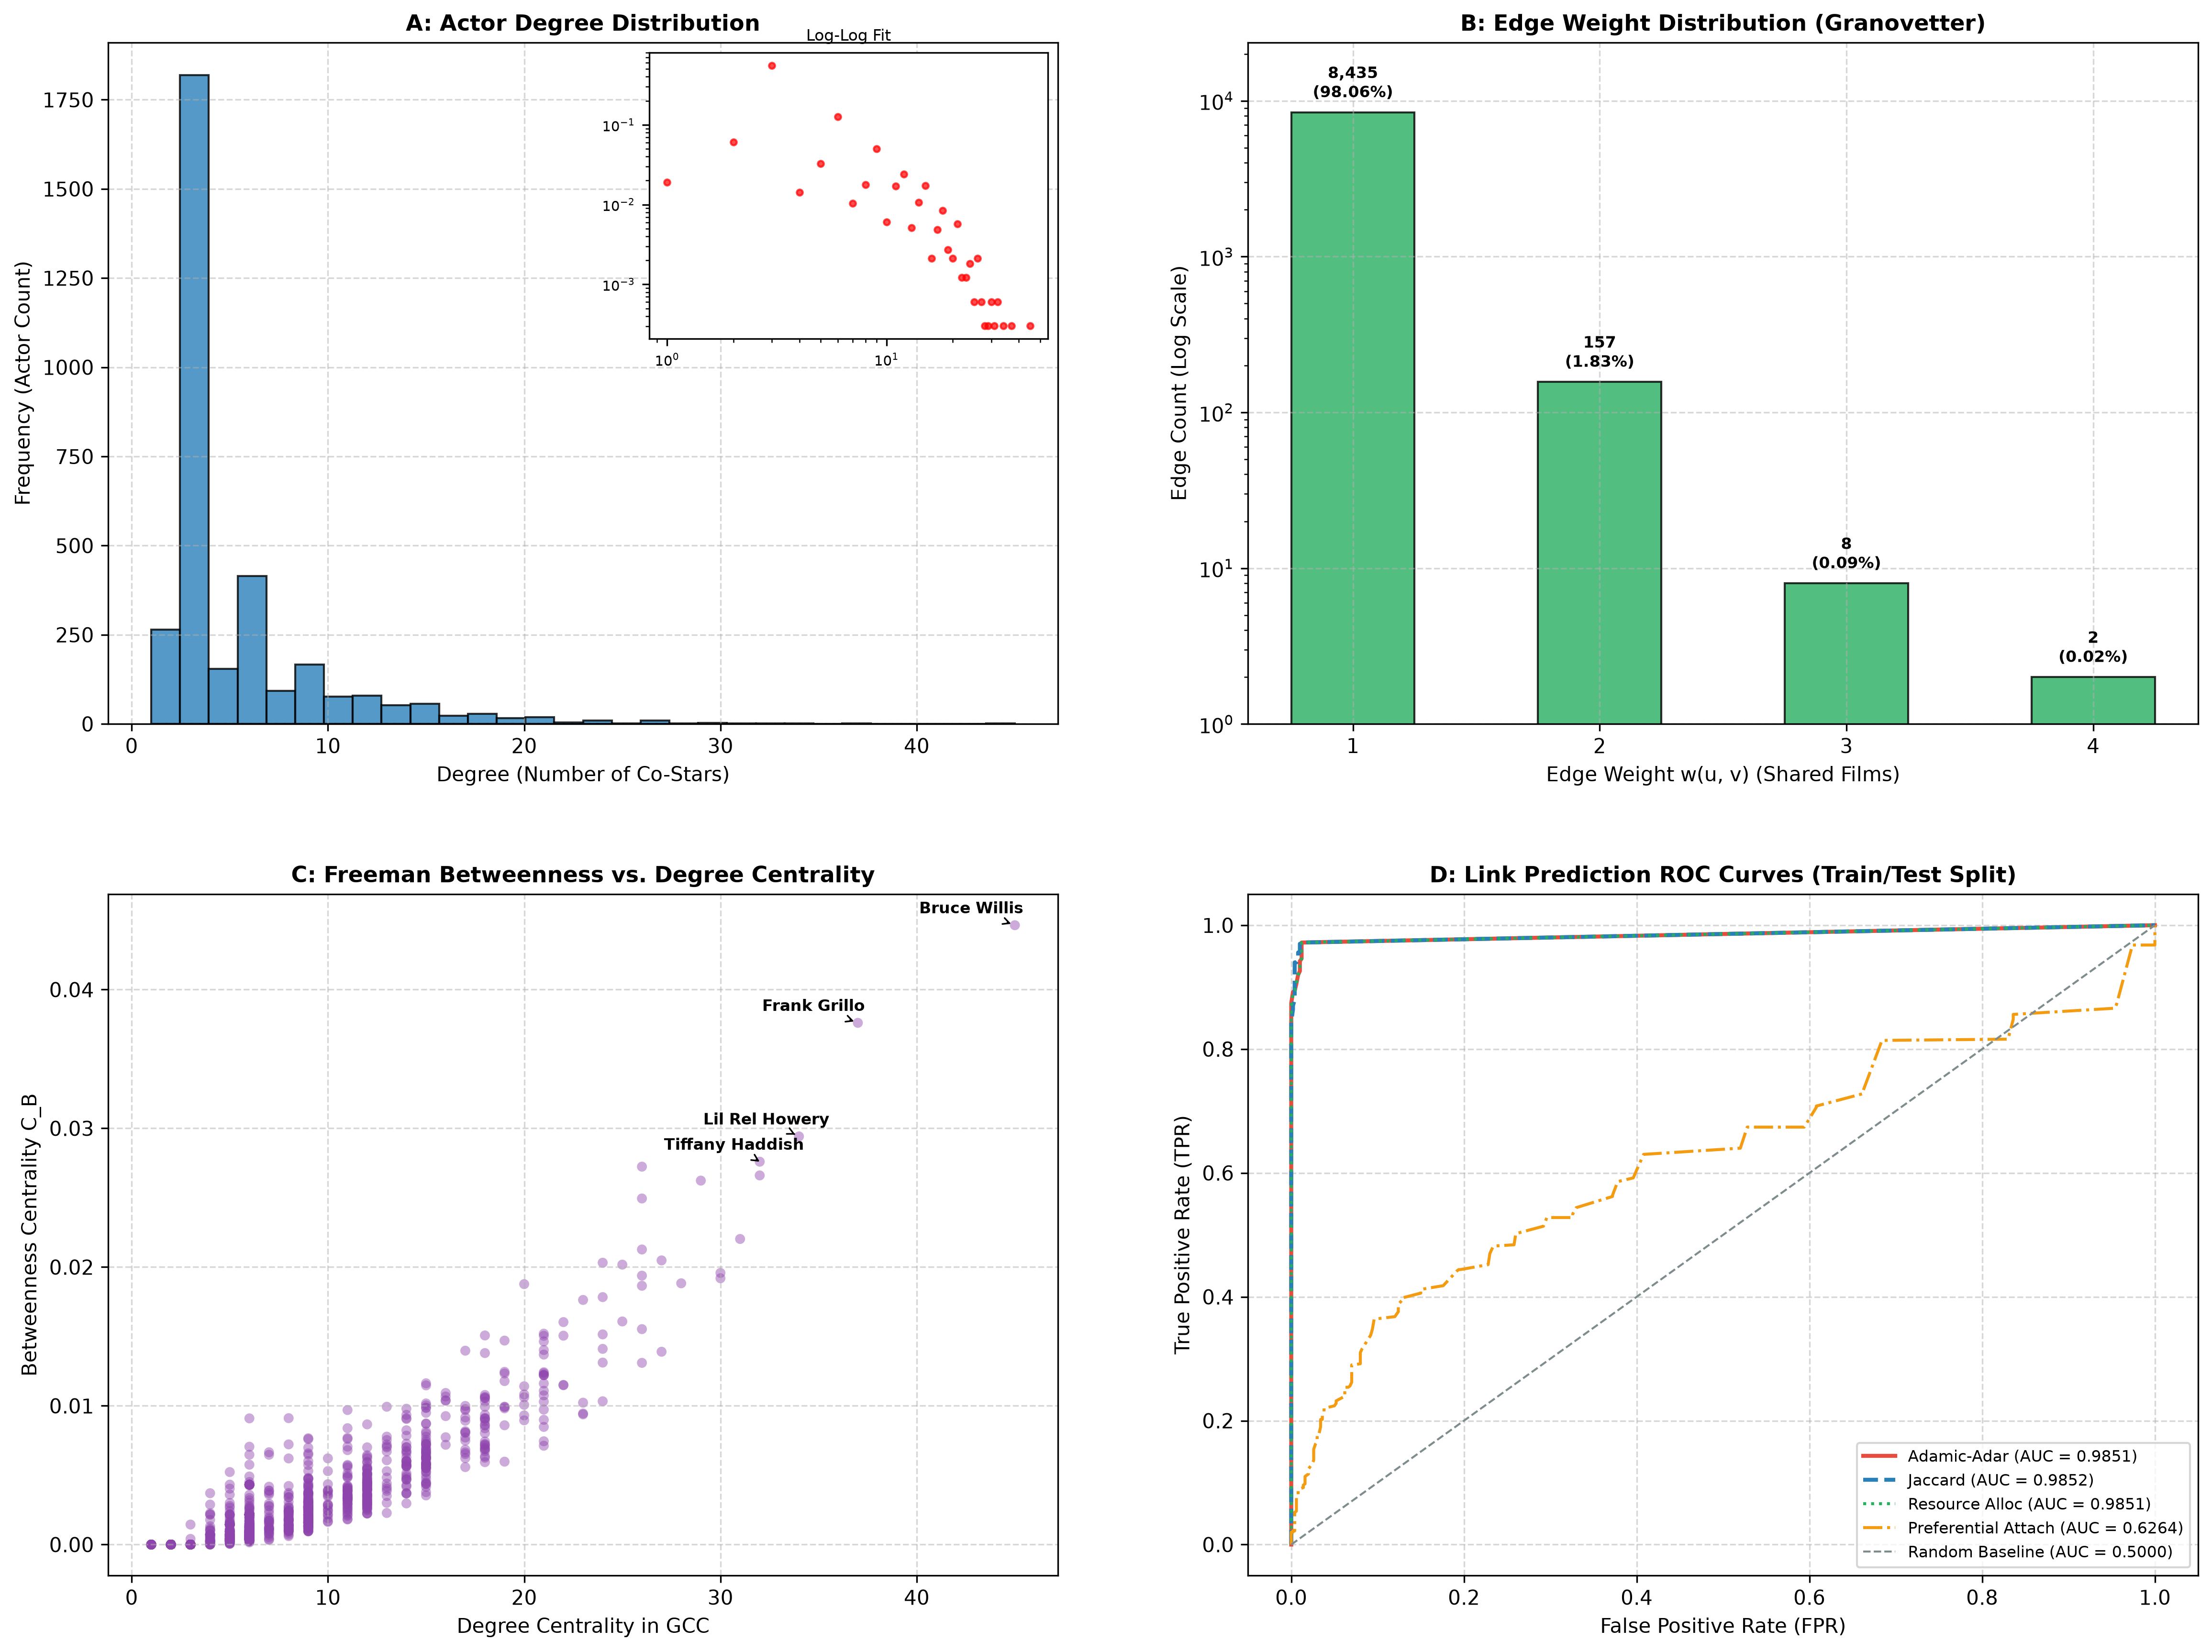 A: Actor Degree Distribution
Log-Log Fit
Frequency (Actor Count)
1750
1500
1250
1000
750
500
250
0
10⁻¹
10⁻²
10⁻³
10⁰
10¹
0
10
20
30
40
Degree (Number of Co-Stars)
B: Edge Weight Distribution (Granovetter)
Edge Count (Log Scale)
10⁴
10³
10²
10¹
10⁰
8,435
(98.06%)
157
(1.83%)
8
(0.09%)
2
(0.02%)
1
2
3
4
Edge Weight w(u, v) (Shared Films)
C: Freeman Betweenness vs. Degree Centrality
Betweenness Centrality C_B
0.04
0.03
0.02
0.01
0.00
Bruce Willis
Frank Grillo
Lil Rel Howery
Tiffany Haddish
0
10
20
30
40
Degree Centrality in GCC
D: Link Prediction ROC Curves (Train/Test Split)
True Positive Rate (TPR)
1.0
0.8
0.6
0.4
0.2
0.0
Adamic-Adar (AUC = 0.9851)
Jaccard (AUC = 0.9852)
Resource Alloc (AUC = 0.9851)
Preferential Attach (AUC = 0.6264)
Random Baseline (AUC = 0.5000)
0.0
0.2
0.4
0.6
0.8
1.0
False Positive Rate (FPR)